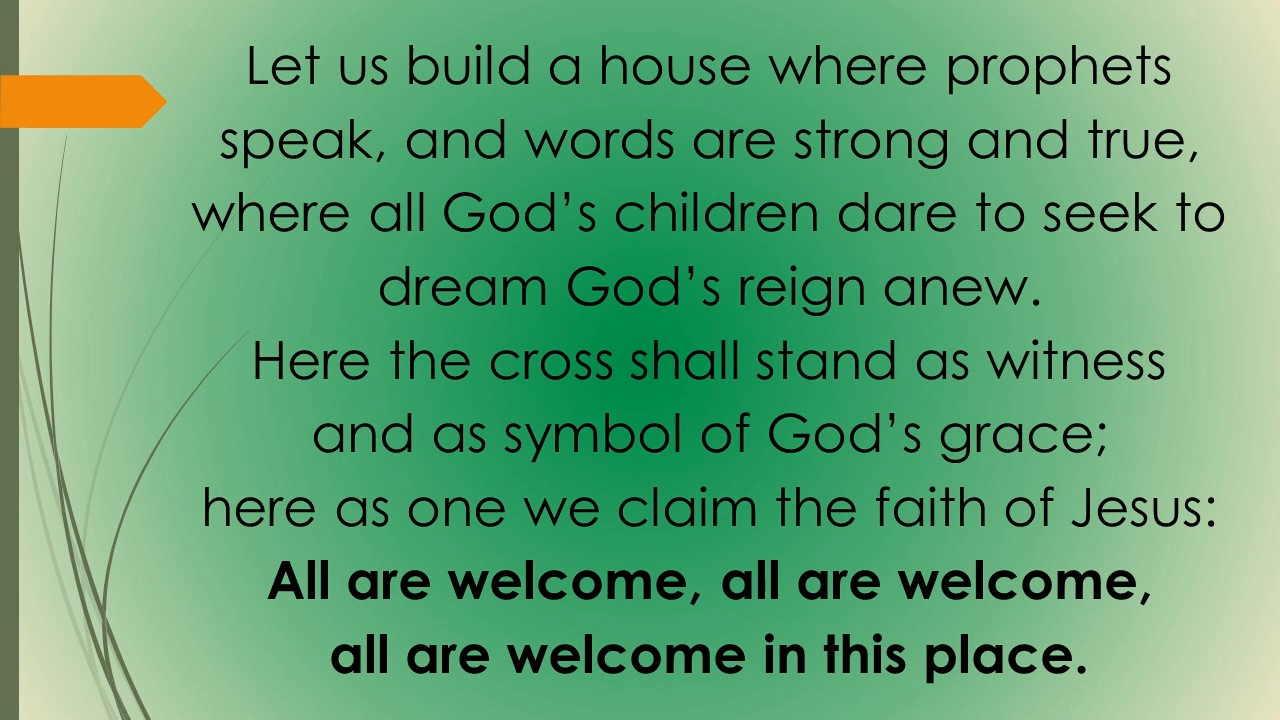 Let us build a house where prophets
speak, and words are strong and true,
where all God’s children dare to seek to
dream God’s reign anew.
Here the cross shall stand as witness
and as symbol of God’s grace;
here as one we claim the faith of Jesus:
All are welcome, all are welcome,
all are welcome in this place.